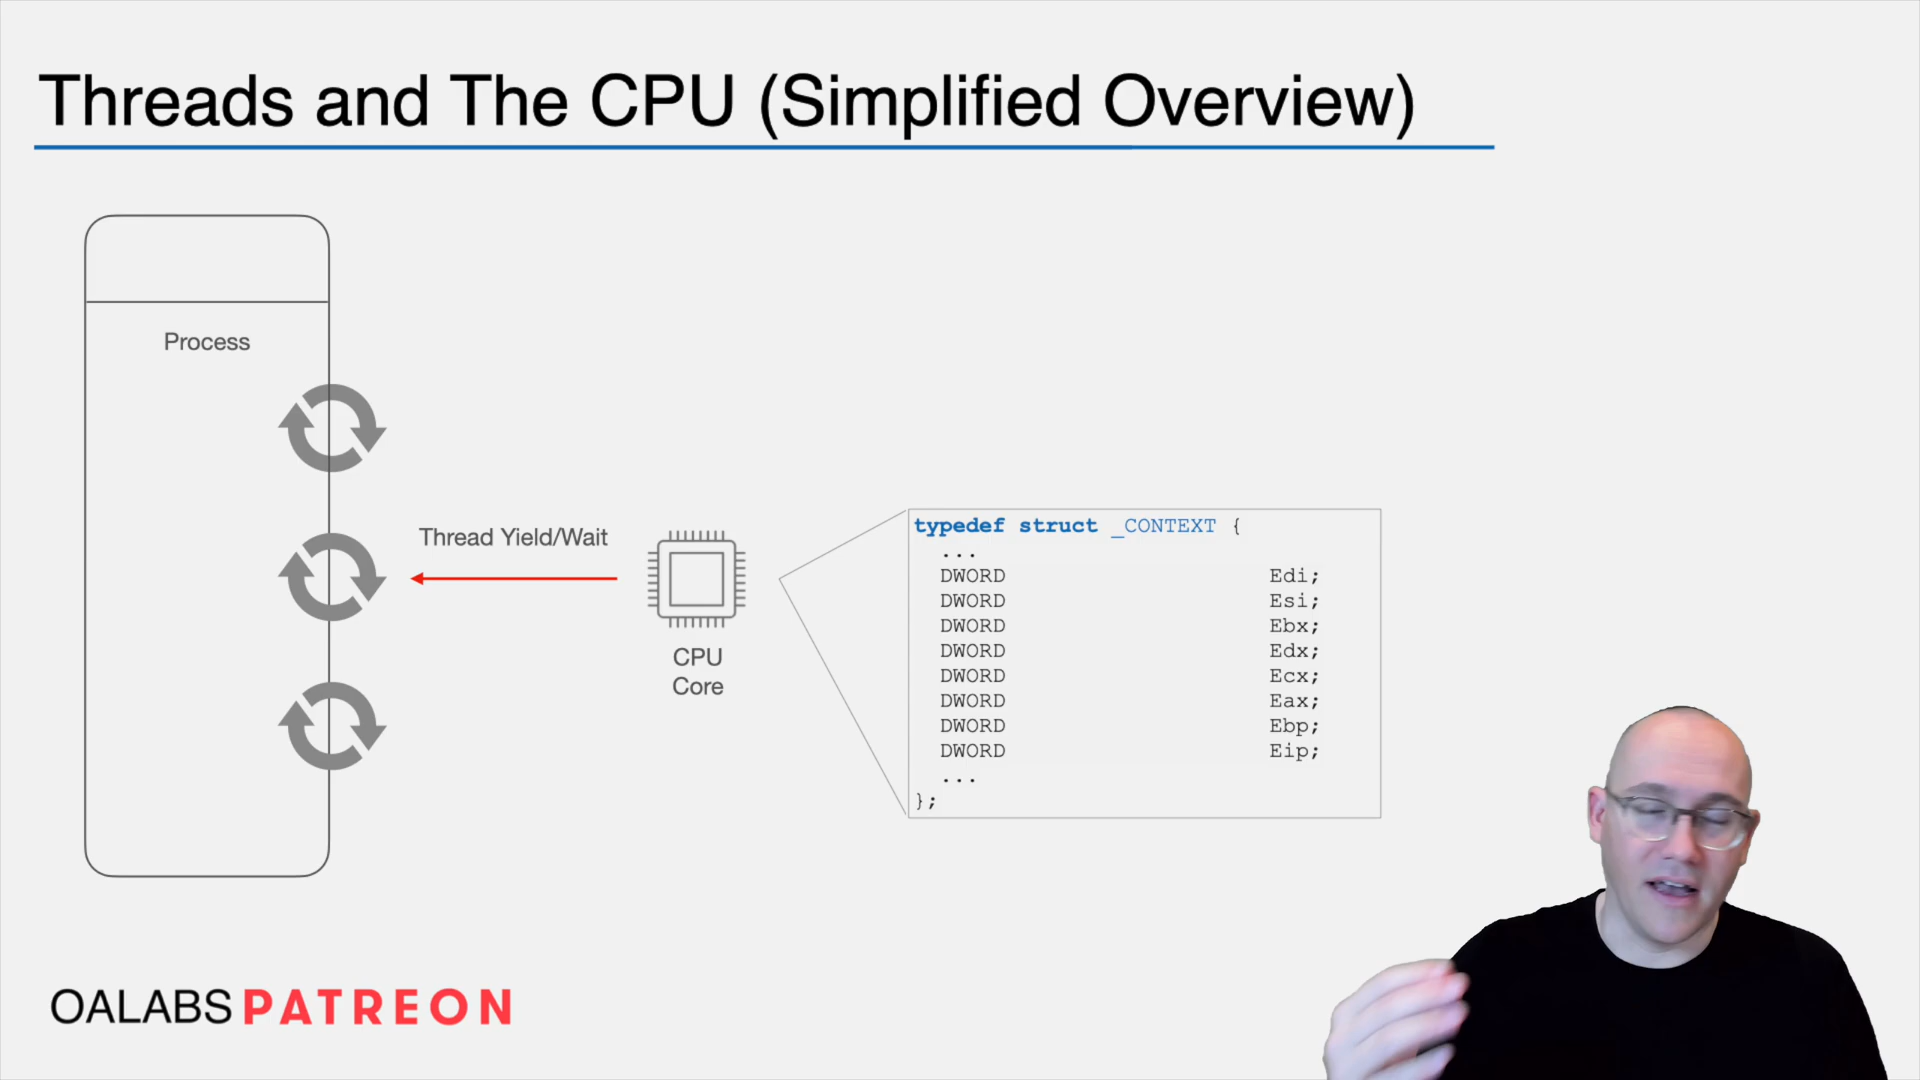 Threads and The CPU (Simplified Overview)
Process
Thread Yield/Wait
CPU
Core
typedef struct _CONTEXT {
...
DWORD Edi;
DWORD Esi;
DWORD Ebx;
DWORD Edx;
DWORD Ecx;
DWORD Eax;
DWORD Ebp;
DWORD Eip;
...
};
OALABS PATREON